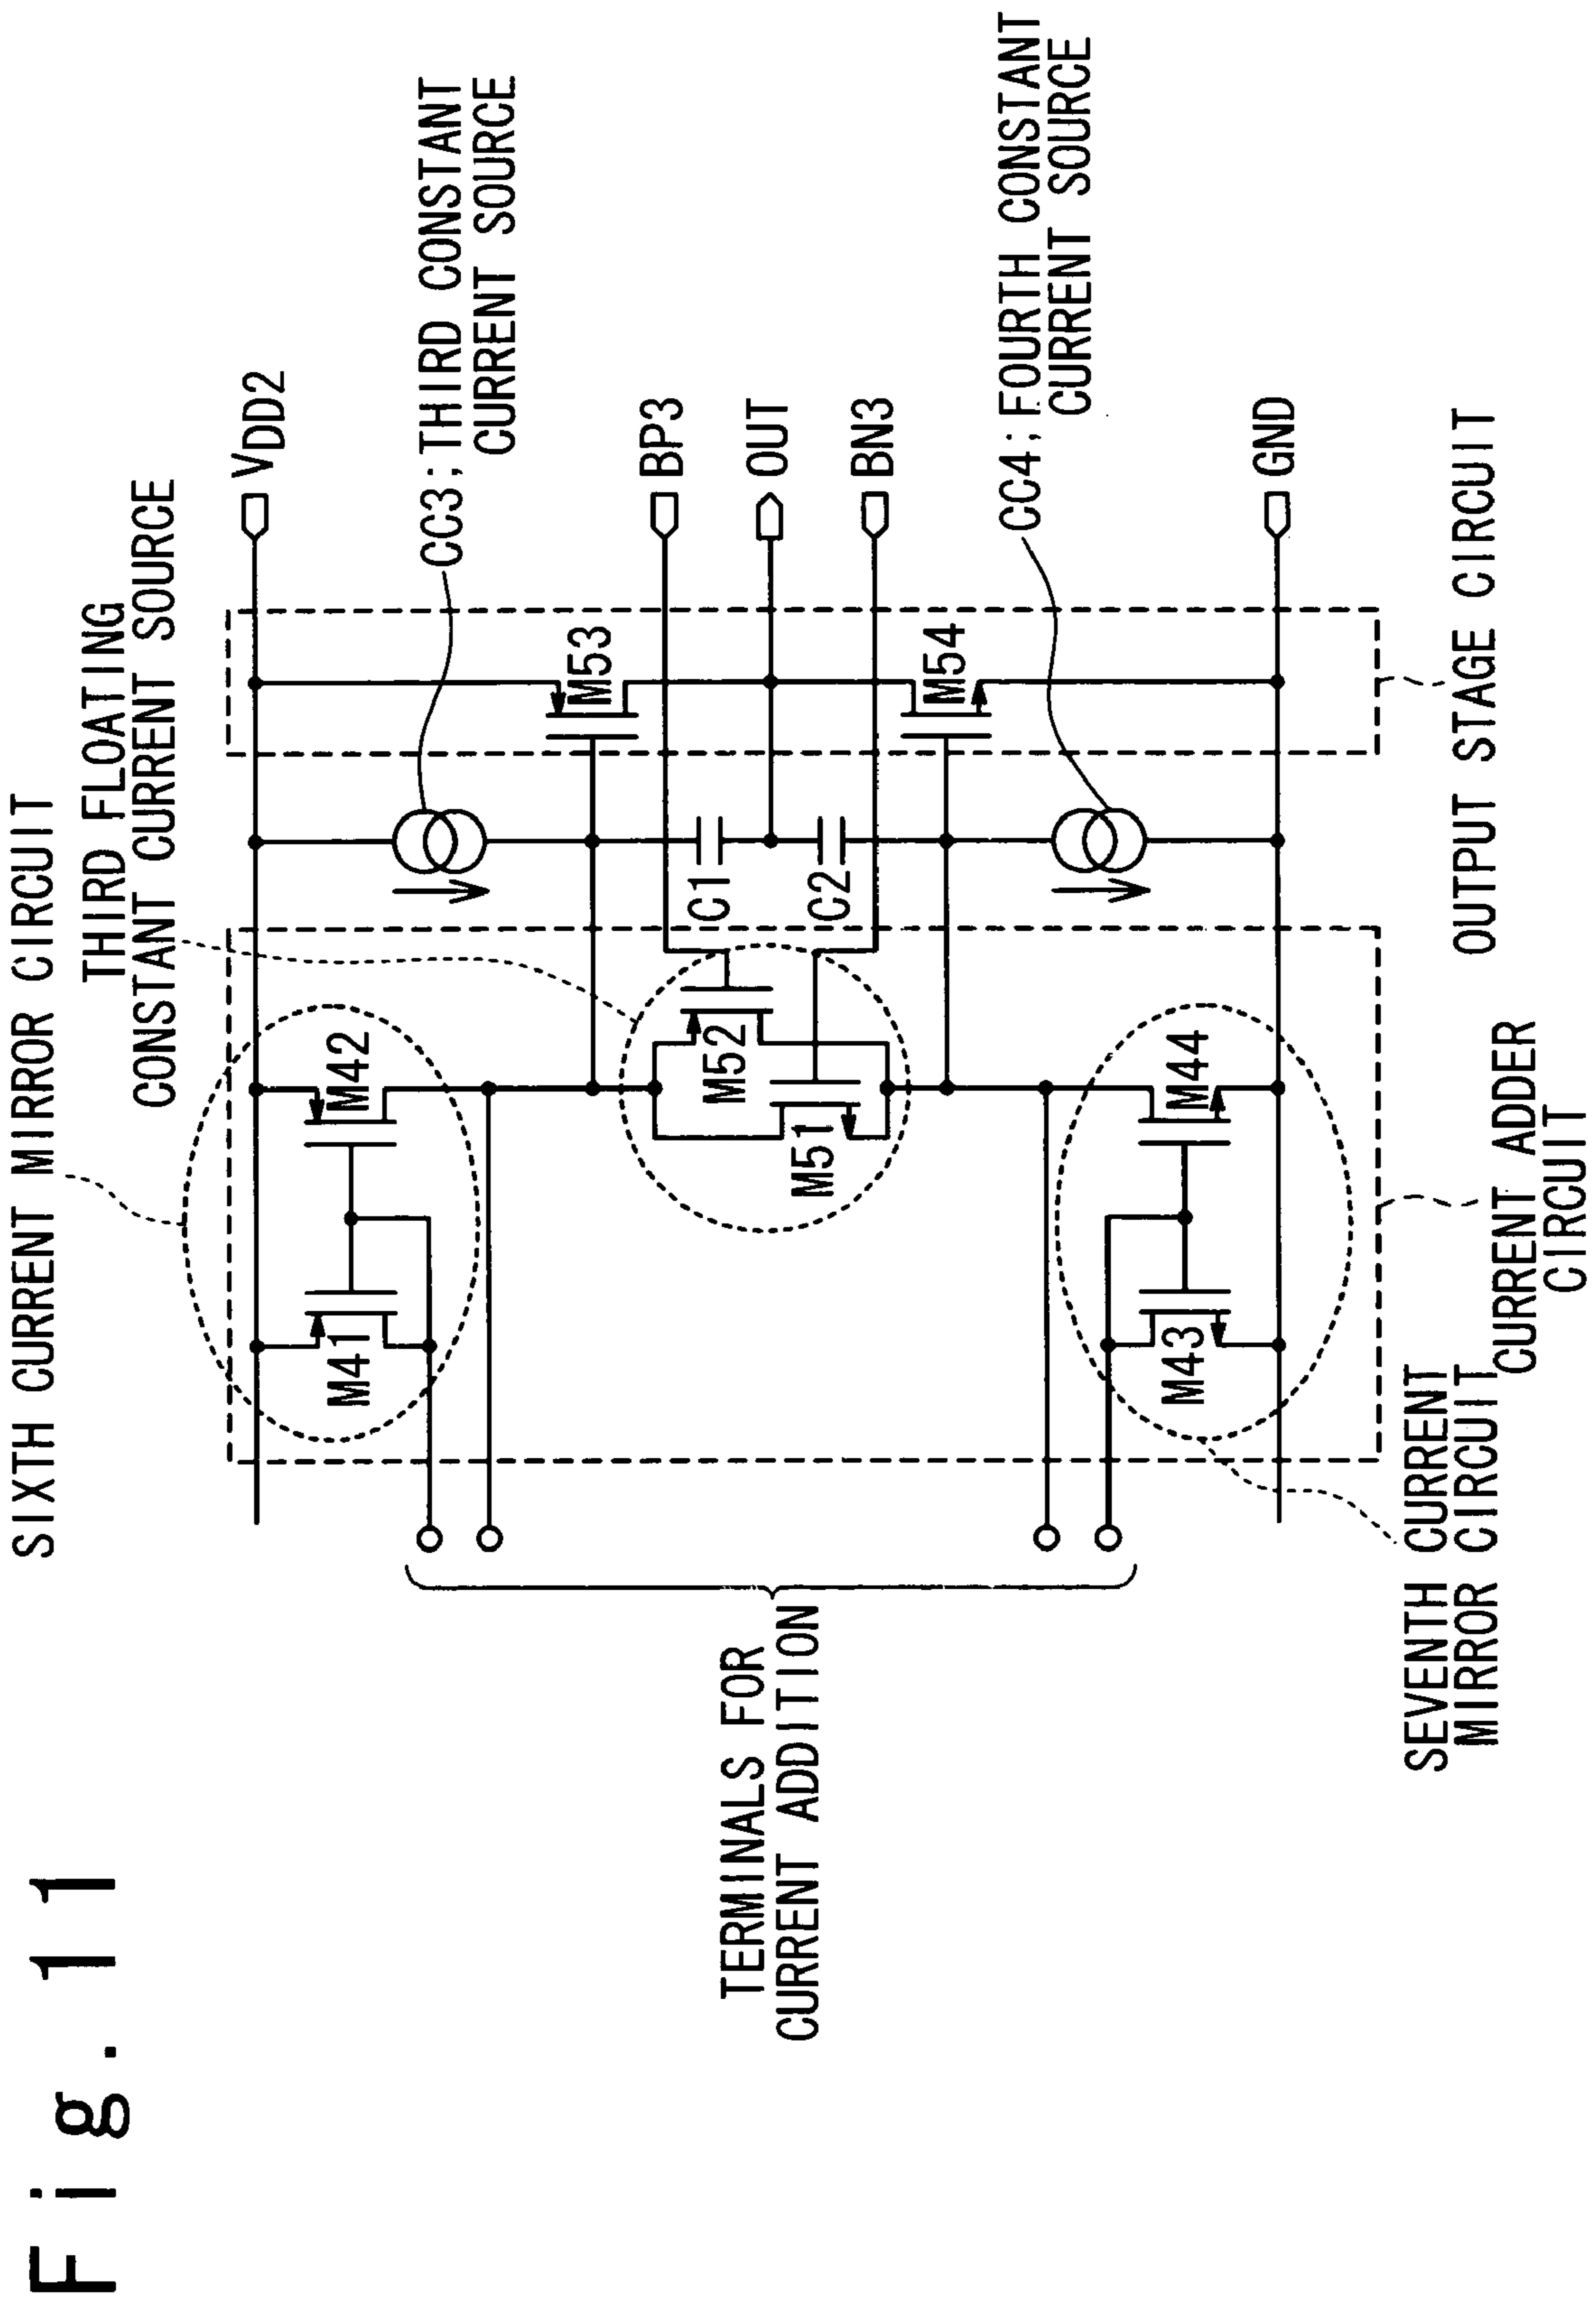 Fig. 11
SIXTH CURRENT MIRROR CIRCUIT
THIRD FLOATING
CONSTANT CURRENT SOURCE
VDD2
CC3;THIRD CONSTANT
CURRENT SOURCE
M41
M42
M53
BP3
C1
OUT
M52
M51
C2
BN3
M54
CC4;FOURTH CONSTANT
CURRENT SOURCE
M43
M44
GND
TERMINALS FOR
CURRENT ADDITION
SEVENTH CURRENT
MIRROR CIRCUIT
CURRENT ADDER
CIRCUIT
OUTPUT STAGE CIRCUIT